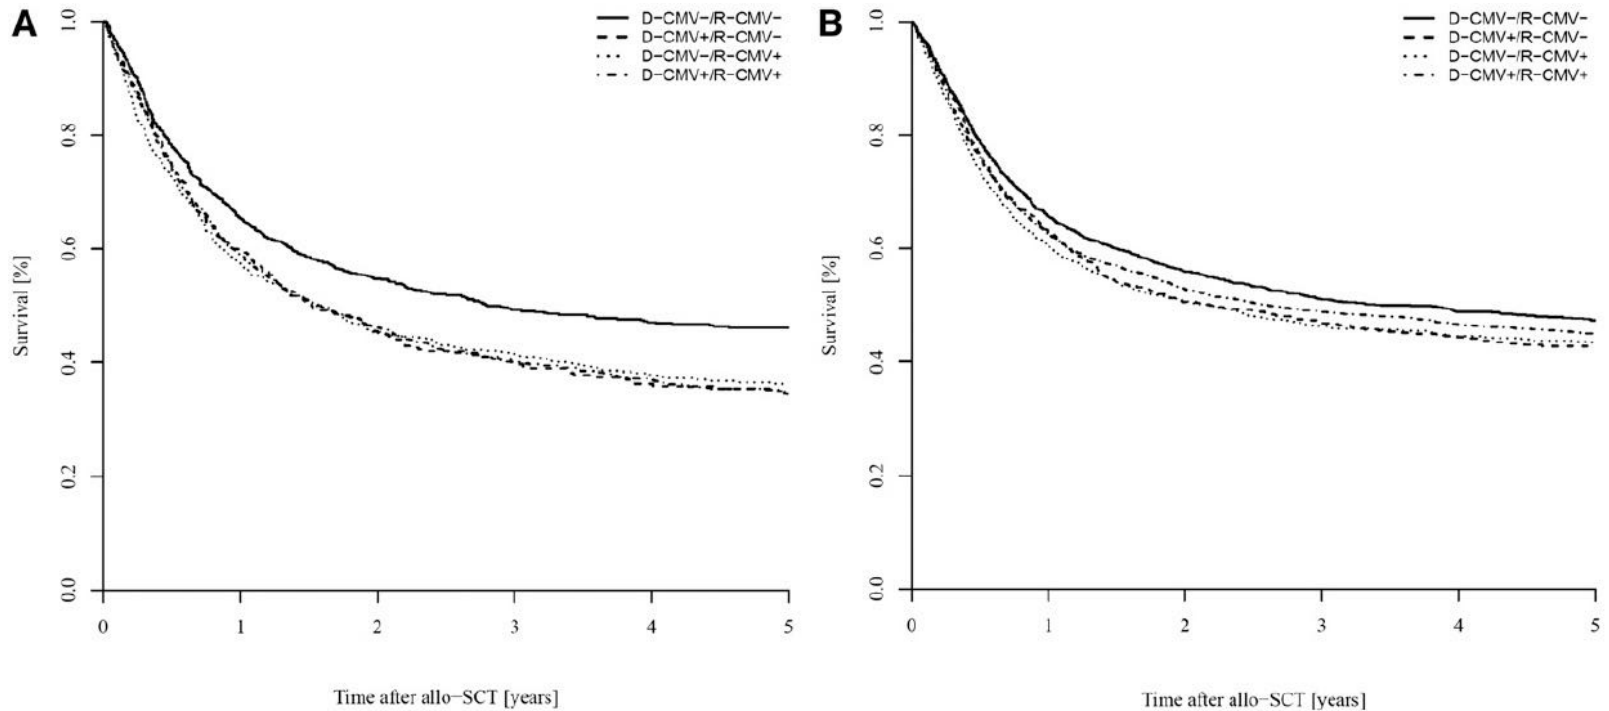 A
D−CMV−/R−CMV−
D−CMV+/R−CMV−
D−CMV−/R−CMV+
D−CMV+/R−CMV+
1.0
0.8
0.6
0.4
0.2
0.0
Survival [%]
0 1 2 3 4 5
Time after allo−SCT [years]
B
D−CMV−/R−CMV−
D−CMV+/R−CMV−
D−CMV−/R−CMV+
D−CMV+/R−CMV+
1.0
0.8
0.6
0.4
0.2
0.0
Survival [%]
0 1 2 3 4 5
Time after allo−SCT [years]